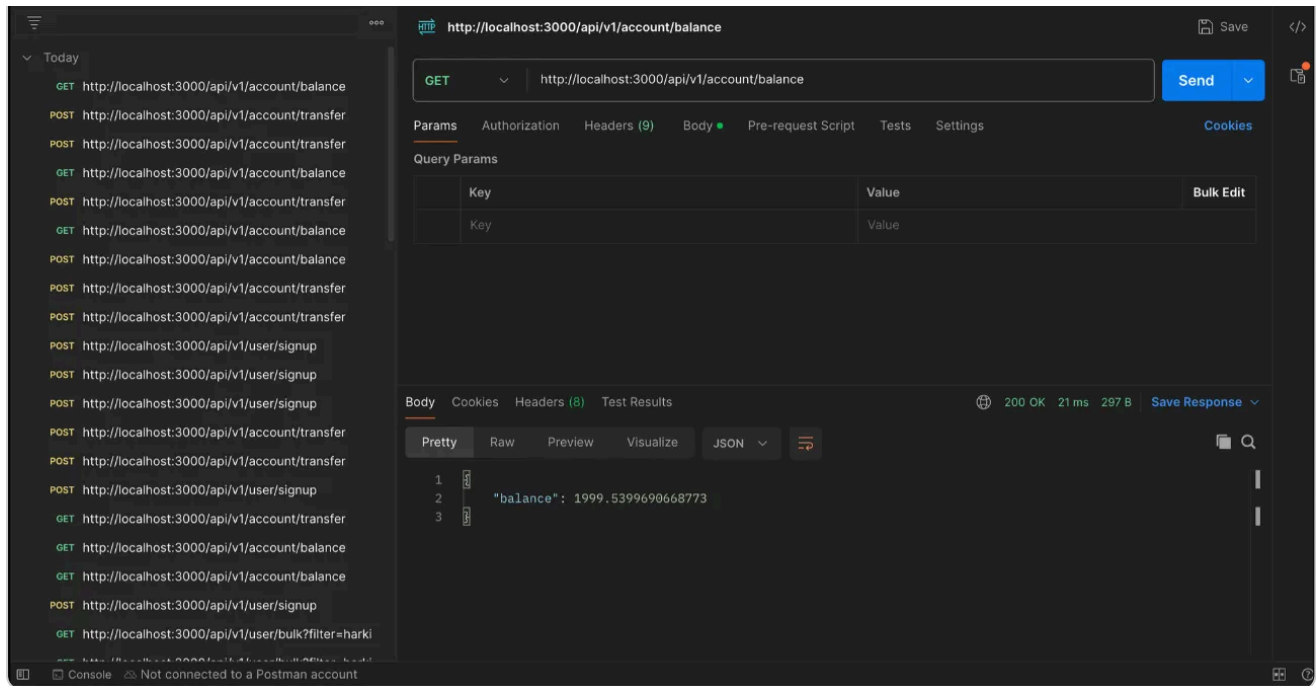 Today
GET http://localhost:3000/api/v1/account/balance
POST http://localhost:3000/api/v1/account/transfer
POST http://localhost:3000/api/v1/account/transfer
GET http://localhost:3000/api/v1/account/balance
POST http://localhost:3000/api/v1/account/transfer
GET http://localhost:3000/api/v1/account/balance
POST http://localhost:3000/api/v1/account/balance
POST http://localhost:3000/api/v1/account/transfer
POST http://localhost:3000/api/v1/account/transfer
POST http://localhost:3000/api/v1/user/signup
POST http://localhost:3000/api/v1/user/signup
POST http://localhost:3000/api/v1/user/signup
POST http://localhost:3000/api/v1/account/transfer
POST http://localhost:3000/api/v1/account/transfer
POST http://localhost:3000/api/v1/user/signup
GET http://localhost:3000/api/v1/account/transfer
GET http://localhost:3000/api/v1/account/balance
GET http://localhost:3000/api/v1/account/balance
POST http://localhost:3000/api/v1/user/signup
GET http://localhost:3000/api/v1/user/bulk?filter=harki
HTTP http://localhost:3000/api/v1/account/balance Save </>
GET http://localhost:3000/api/v1/account/balance Send
Params Authorization Headers (9) Body Pre-request Script Tests Settings Cookies
Query Params
Key Value Bulk Edit
Key Value
Body Cookies Headers (8) Test Results 200 OK 21 ms 297 B Save Response
Pretty Raw Preview Visualize JSON
1 {
2 "balance": 1999.5399690668773
3 }
Console Not connected to a Postman account